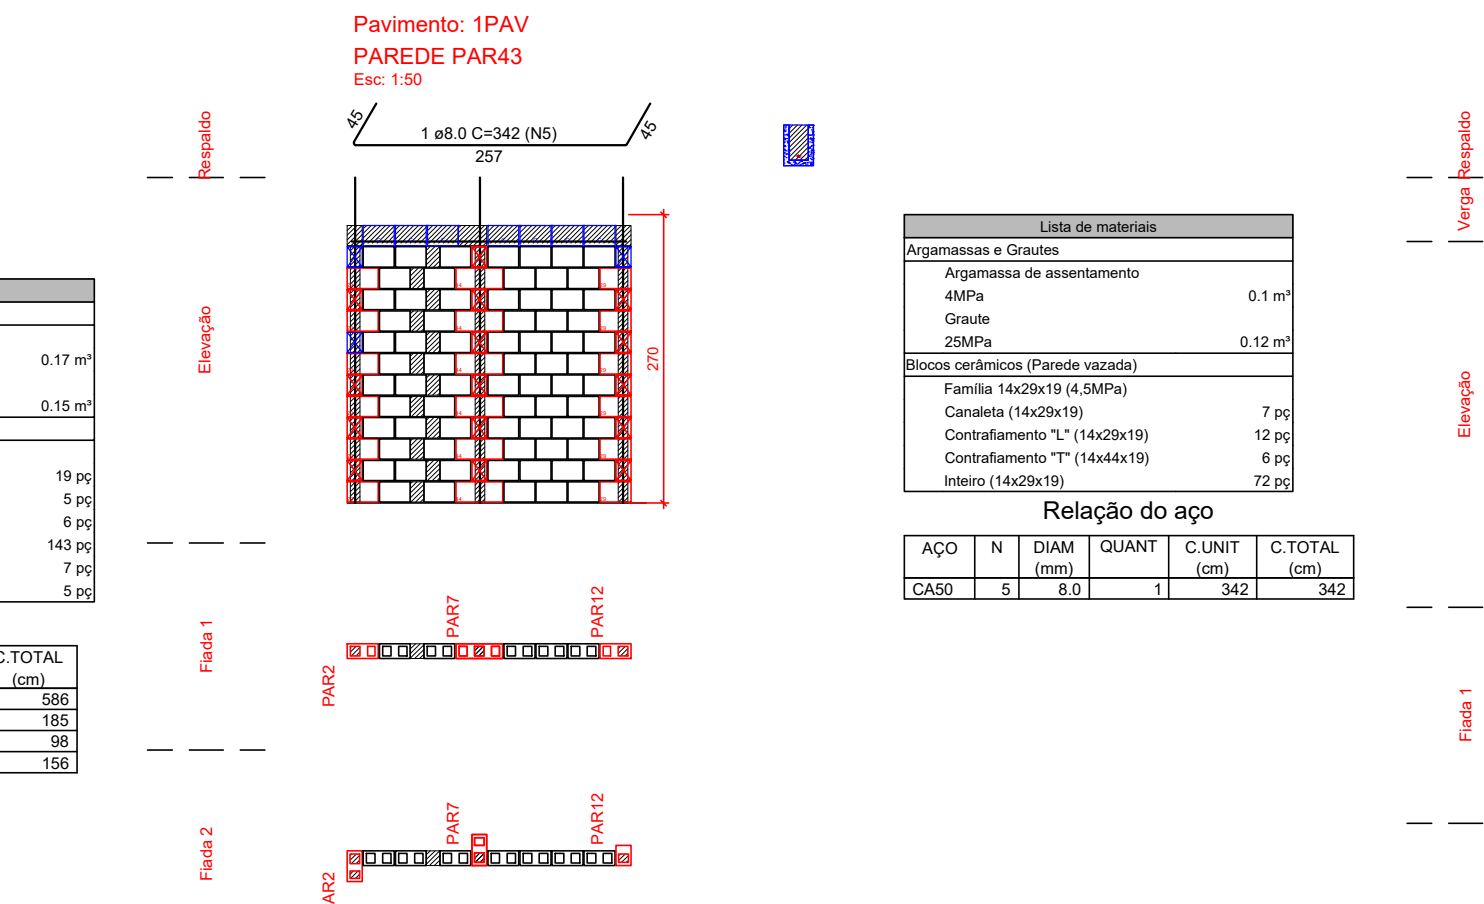 Pavimento: 1PAV
PAREDE PAR43
Esc: 1:50
45
1 ø8.0 C=342 (N5)
45
257
Respaldo
Elevação
270
Fiada 1
PAR2
PAR7
PAR12
Fiada 2
AR2
PAR7
PAR12
0.17 m³
0.15 m³
19 pç
5 pç
6 pç
143 pç
7 pç
5 pç
C.TOTAL
(cm)
586
185
98
156
Lista de materiais
Argamassas e Grautes
Argamassa de assentamento
4MPa 0.1 m³
Graute
25MPa 0.12 m³
Blocos cerâmicos (Parede vazada)
Família 14x29x19 (4,5MPa)
Canaleta (14x29x19) 7 pç
Contrafiamento "L" (14x29x19) 12 pç
Contrafiamento "T" (14x44x19) 6 pç
Inteiro (14x29x19) 72 pç
Relação do aço
AÇO N DIAM QUANT C.UNIT C.TOTAL
(mm) (cm) (cm)
CA50 5 8.0 1 342 342
Respaldo
Verga
Elevação
Fiada 1